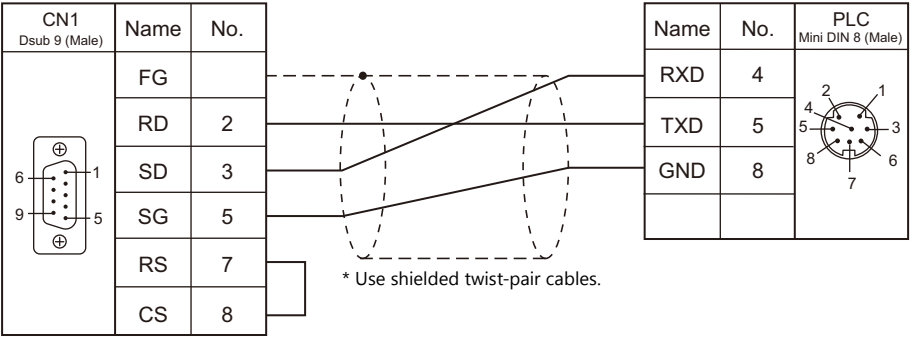 CN1
Dsub 9 (Male)
Name
No.
FG
RD
2
SD
3
SG
5
RS
7
CS
8
6
1
9
5
* Use shielded twist-pair cables.
Name
No.
PLC
Mini DIN 8 (Male)
RXD
4
TXD
5
GND
8
2
1
4
5
3
8
6
7